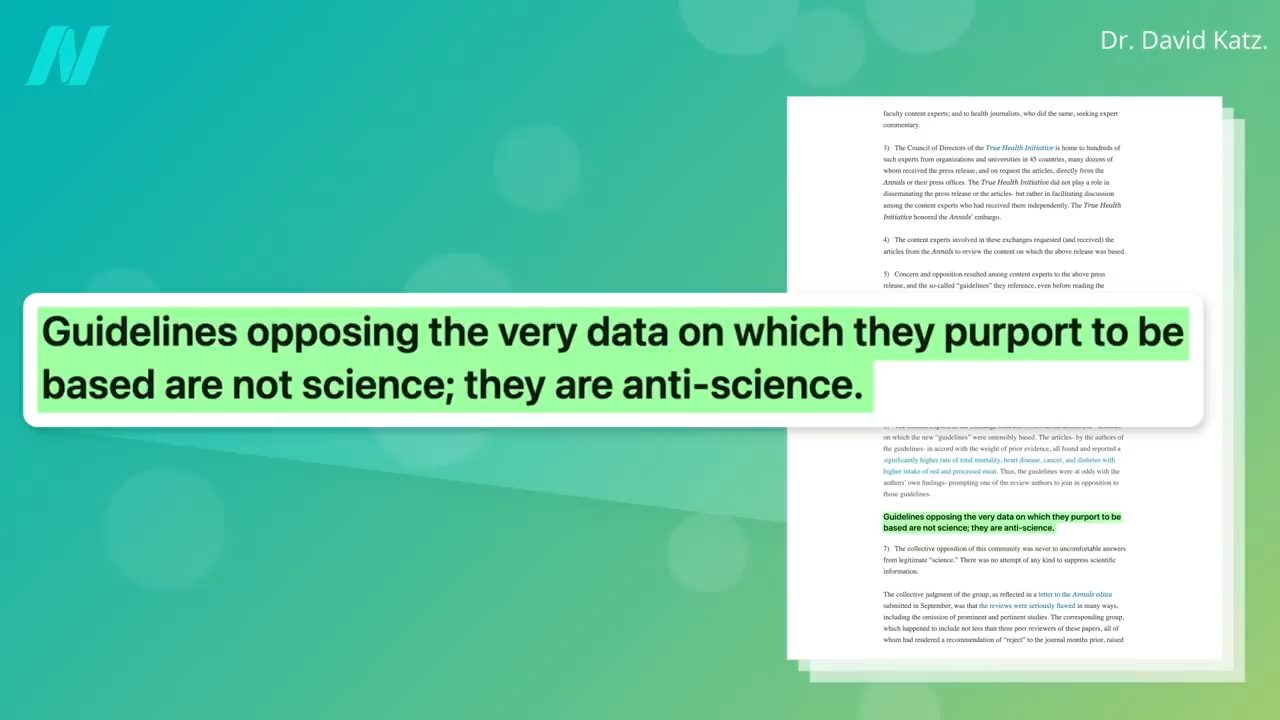 Dr. David Katz.
faculty content experts; and to health journalists, who did the same, seeking expert
commentary.
3) The Council of Directors of the True Health Initiative is home to hundreds of
such experts from organizations and universities in 45 countries, many dozens of
whom received the press release, and on request the articles, directly from the
Annals or their press offices. The True Health Initiative did not play a role in
disseminating the press release or the articles- but rather in facilitating discussion
among the content experts who had received them independently. The True Health
Initiative honored the Annals' embargo.
4) The content experts involved in these exchanges requested (and received) the
articles from the Annals to review the content on which the above release was based.
5) Concern and opposition resulted among content experts to the above press
release, and the so-called "guidelines" they reference, even before reading the
Guidelines opposing the very data on which they purport to be
based are not science; they are anti-science.
on which the new "guidelines" were ostensibly based. The articles- by the authors of
the guidelines- in accord with the weight of prior evidence, all found and reported a
significantly higher rate of total mortality, heart disease, cancer, and diabetes with
higher intake of red and processed meat. Thus, the guidelines were at odds with the
authors' own findings- prompting one of the review authors to join in opposition to
those guidelines.
Guidelines opposing the very data on which they purport to be
based are not science; they are anti-science.
7) The collective opposition of this community was never to uncomfortable answers
from legitimate "science." There was no attempt of any kind to suppress scientific
information.
The collective judgment of the group, as reflected in a letter to the Annals editor
submitted in September, was that the reviews were seriously flawed in many ways,
including the omission of prominent and pertinent studies. The corresponding group,
which happened to include not less than three peer reviewers of these papers, all of
whom had rendered a recommendation of "reject" to the journal months prior, raised